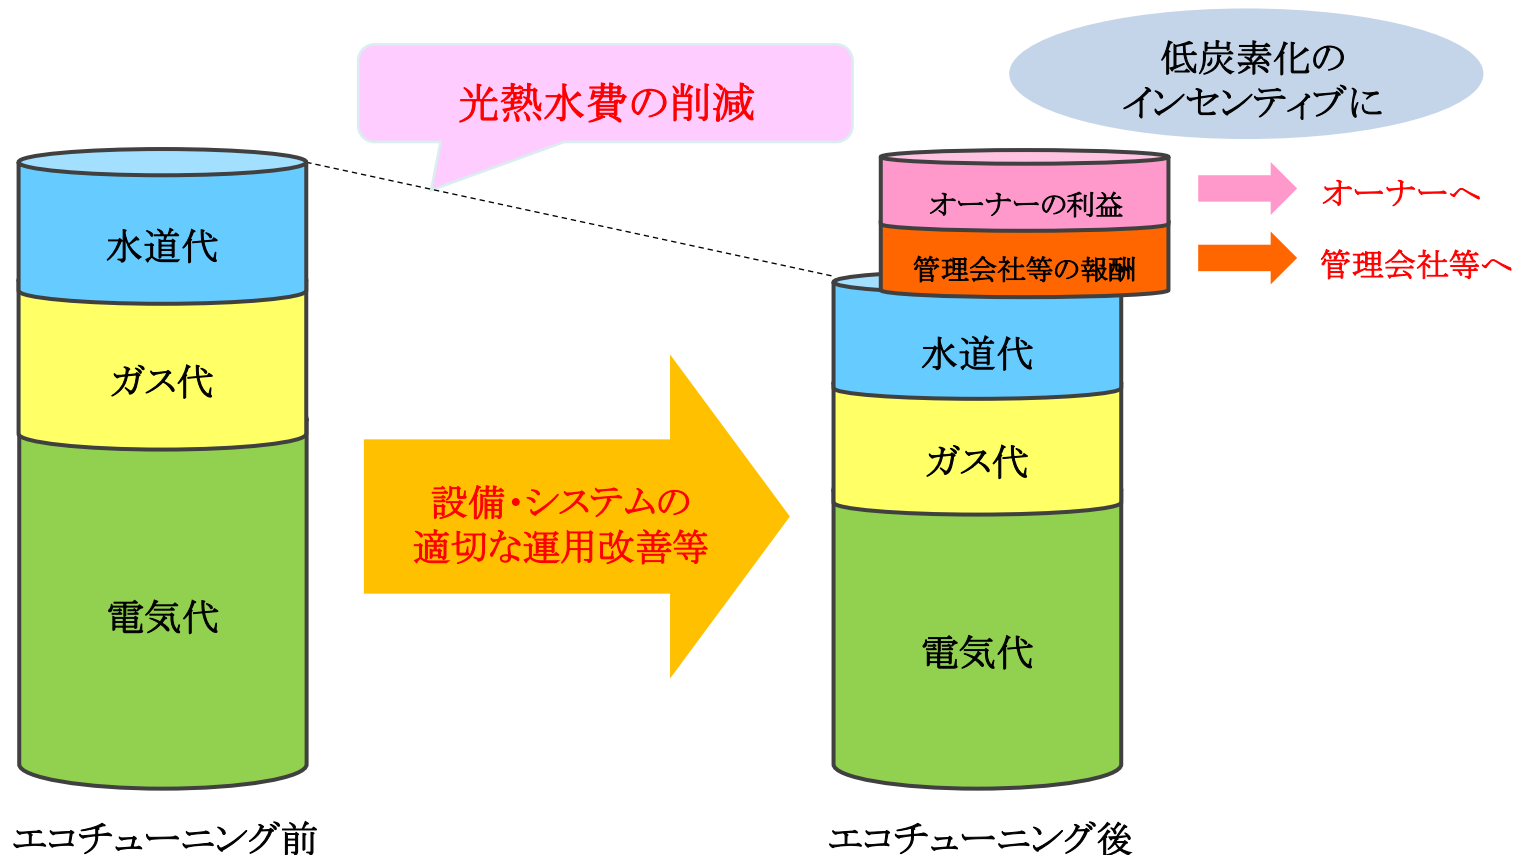 低炭素化の
インセンティブに
光熱水費の削減
水道代
ガス代
電気代
エコチューニング前
設備・システムの
適切な運用改善等
オーナーの利益
管理会社等の報酬
水道代
ガス代
電気代
エコチューニング後
オーナーへ
管理会社等へ